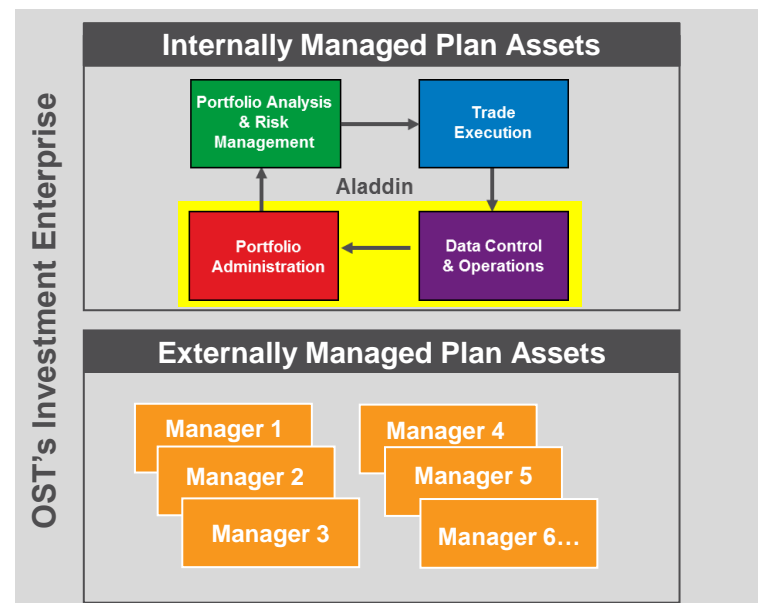 OST's Investment Enterprise
Internally Managed Plan Assets
Portfolio Analysis
& Risk
Management
Trade
Execution
Aladdin
Portfolio
Administration
Data Control
& Operations
Externally Managed Plan Assets
Manager 1
Manager 2
Manager 3
Manager 4
Manager 5
Manager 6…